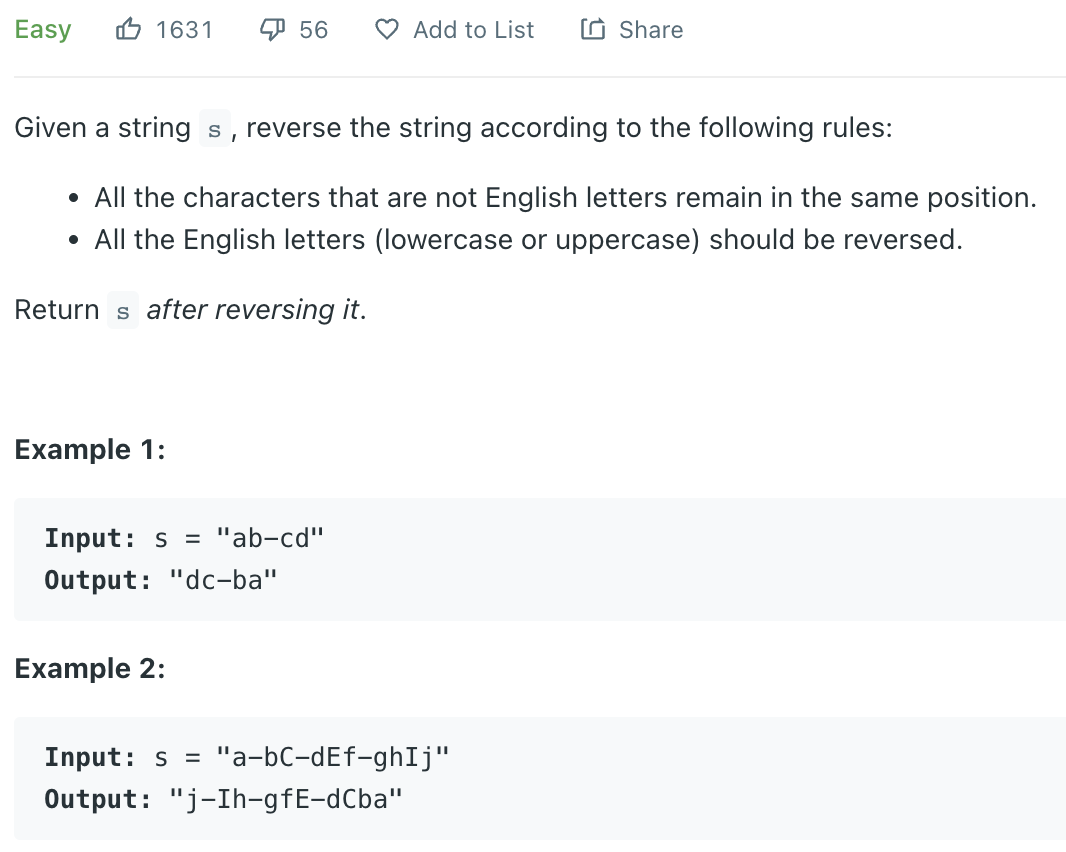 Easy 1631 56 Add to List Share
Given a string s, reverse the string according to the following rules:
• All the characters that are not English letters remain in the same position.
• All the English letters (lowercase or uppercase) should be reversed.
Return s after reversing it.
Example 1:
Input: s = "ab-cd"
Output: "dc-ba"
Example 2:
Input: s = "a-bC-dEf-ghIj"
Output: "j-Ih-gfE-dCba"